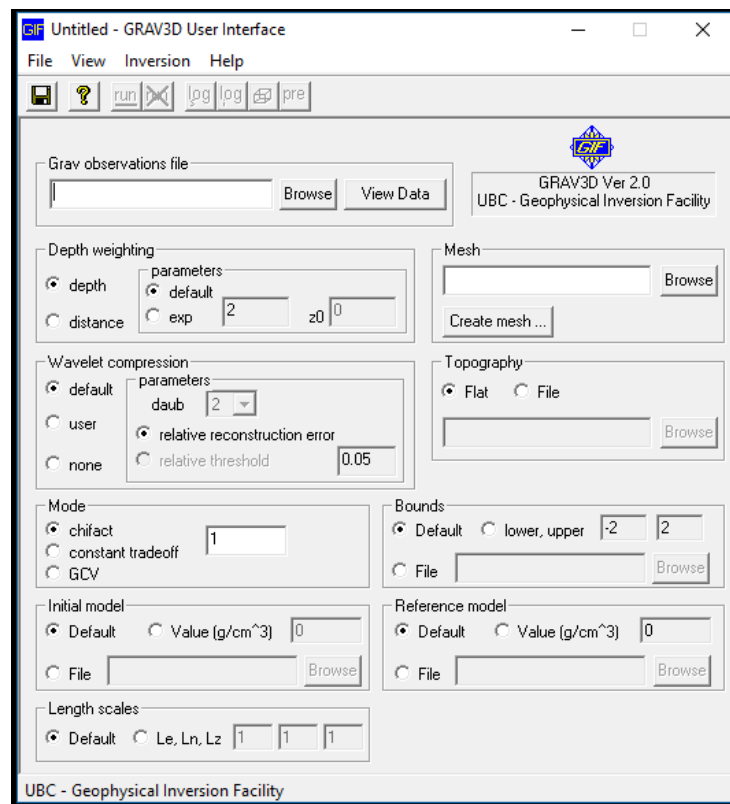 GIF Untitled - GRAV3D User Interface
File View Inversion Help
run run log log pre
Grav observations file
Browse View Data
GIF
GRAV3D Ver 2.0
UBC - Geophysical Inversion Facility
Depth weighting
depth
distance
parameters
default
exp 2 z0 0
Mesh
Browse
Create mesh ...
Wavelet compression
default
user
none
parameters
daub 2
relative reconstruction error
relative threshold 0.05
Topography
Flat File
Browse
Mode
chifact
constant tradeoff
GCV
1
Bounds
Default lower, upper -2 2
File Browse
Initial model
Default Value (g/cm^3) 0
File Browse
Reference model
Default Value (g/cm^3) 0
File Browse
Length scales
Default Le, Ln, Lz 1 1 1
UBC - Geophysical Inversion Facility